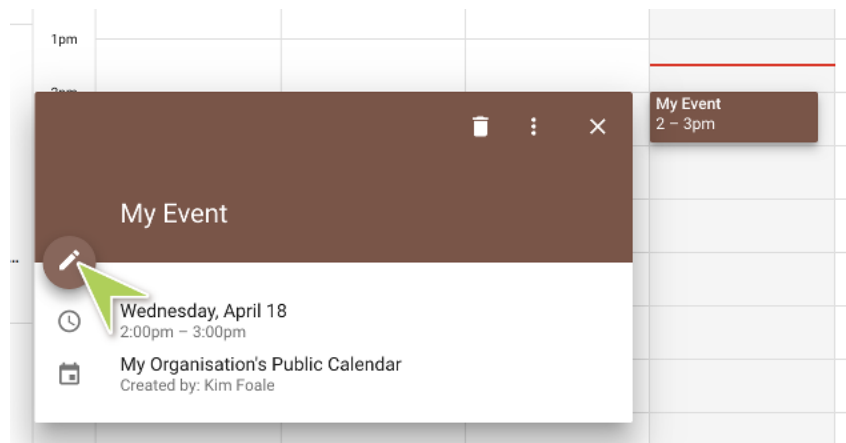 1pm
2pm
My Event
2 – 3pm
My Event
Wednesday, April 18
2:00pm – 3:00pm
My Organisation's Public Calendar
Created by: Kim Foale
...